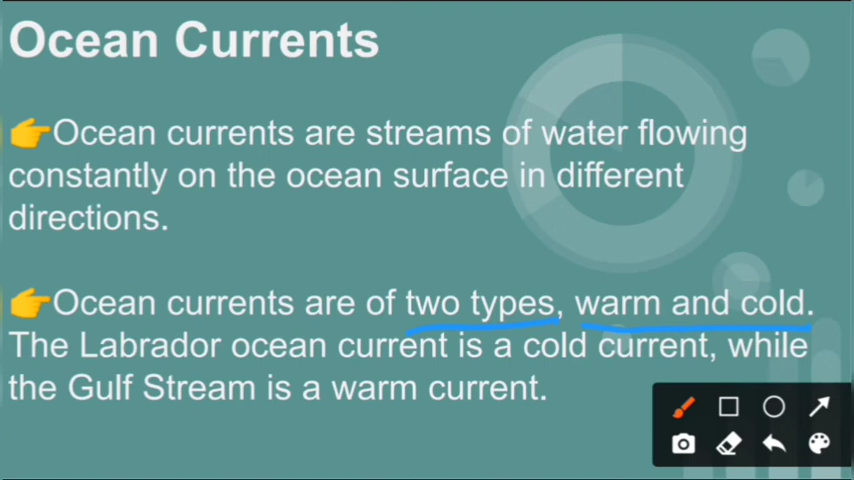 Ocean Currents
👉Ocean currents are streams of water flowing
constantly on the ocean surface in different
directions.
👉Ocean currents are of two types, warm and cold.
The Labrador ocean current is a cold current, while
the Gulf Stream is a warm current.